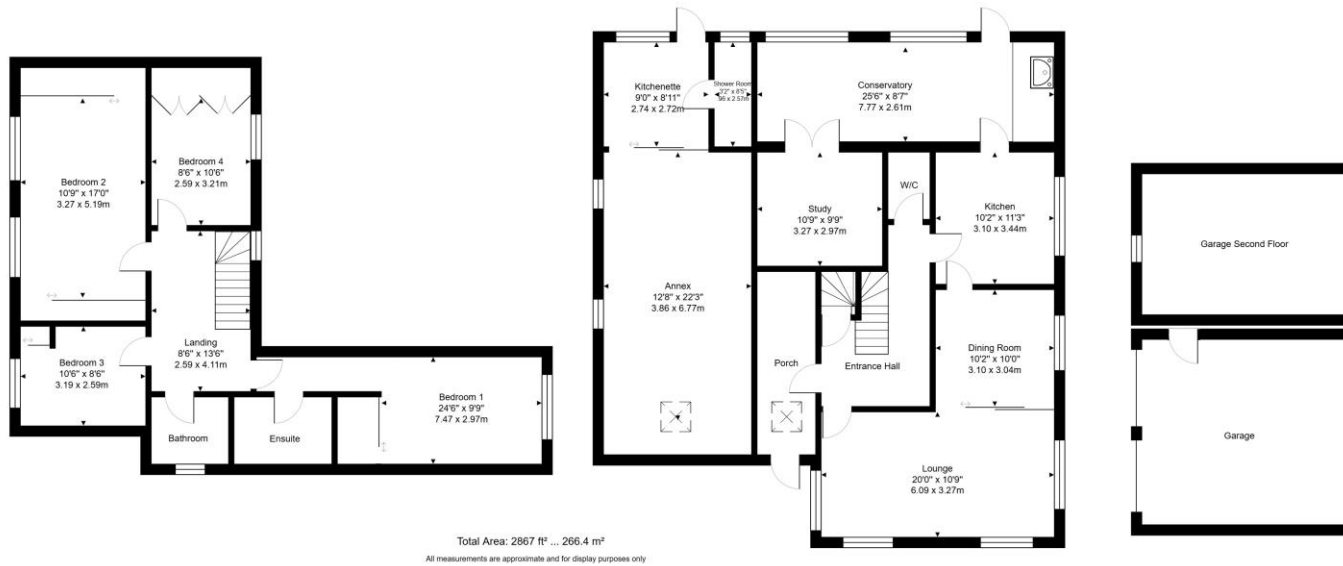 Bedroom 2
10'9" x 17'0"
3.27 x 5.19m
Bedroom 4
8'6" x 10'6"
2.59 x 3.21m
Landing
8'6" x 13'6"
2.59 x 4.11m
Bedroom 3
10'6" x 8'6"
3.19 x 2.59m
Bathroom
Ensuite
Bedroom 1
24'6" x 9'9"
7.47 x 2.97m
Kitchenette
9'0" x 8'11"
2.74 x 2.72m
Shower Room
3'2" x 8'5"
.96 x 2.57m
Conservatory
25'6" x 8'7"
7.77 x 2.61m
Study
10'9" x 9'9"
3.27 x 2.97m
W/C
Kitchen
10'2" x 11'3"
3.10 x 3.44m
Annex
12'8" x 22'3"
3.86 x 6.77m
Porch
Entrance Hall
Dining Room
10'2" x 10'0"
3.10 x 3.04m
Lounge
20'0" x 10'9"
6.09 x 3.27m
Garage Second Floor
Garage
Total Area: 2867 ft² ... 266.4 m²
All measurements are approximate and for display purposes only